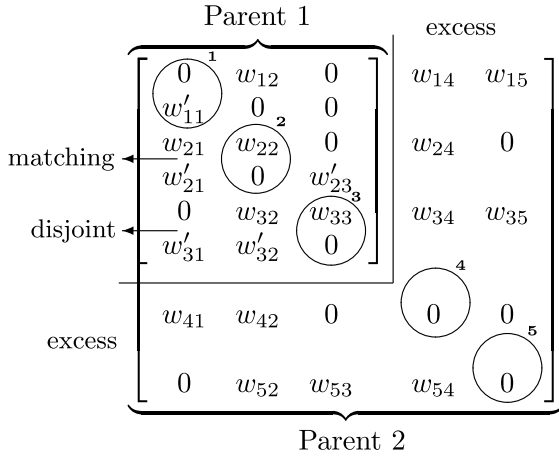 Parent 1
excess
0 1 w₁₂ 0 w₁₄ w₁₅
w′₁₁ 0 0
2
w₂₁ w₂₂ 0 w₂₄ 0
matching
w′₂₁ 0 w′₂₃
3
0 w₃₂ w₃₃ w₃₄ w₃₅
disjoint
w′₃₁ w′₃₂ 0
4
w₄₁ w₄₂ 0 0 0
5
excess
0 w₅₂ w₅₃ w₅₄ 0
Parent 2